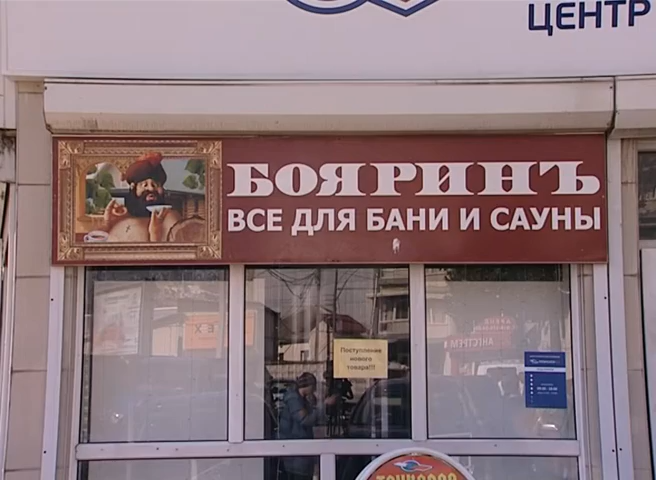 ЦЕНТР
БОЯРИНЪ
ВСЕ ДЛЯ БАНИ И САУНЫ
Поступление
нового
товара!!!